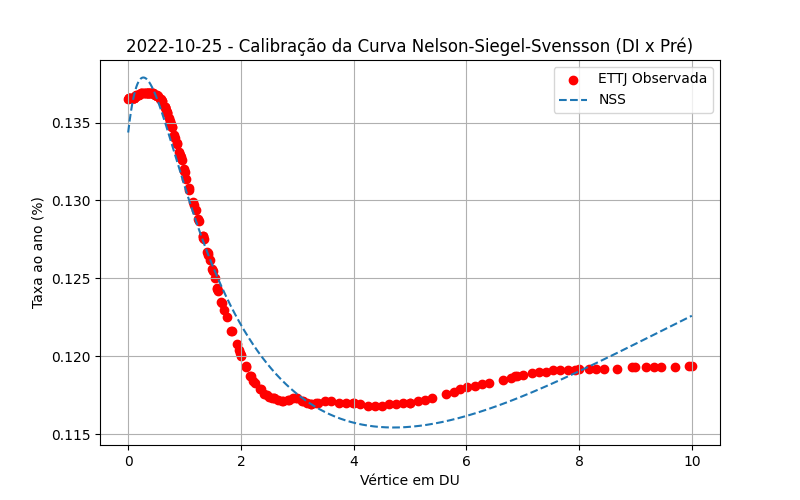 2022-10-25 - Calibração da Curva Nelson-Siegel-Svensson (DI x Pré)
ETTJ Observada
NSS
Taxa ao ano (%)
0.135
0.130
0.125
0.120
0.115
0
2
4
6
8
10
Vértice em DU